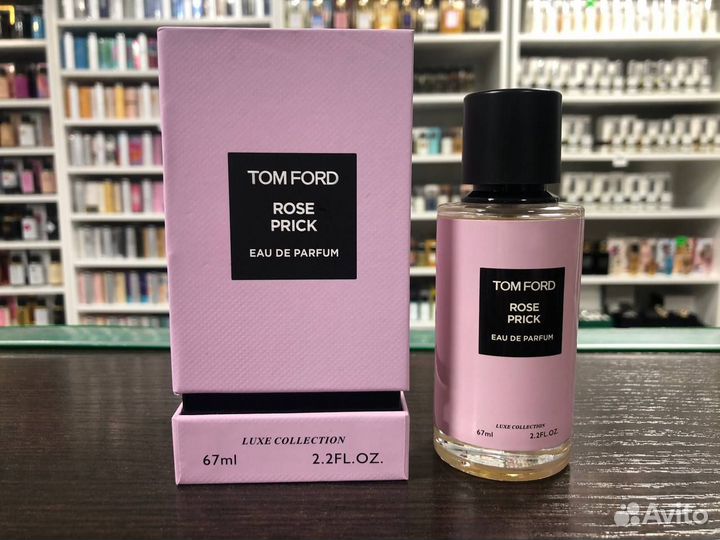 TOM FORD
ROSE
PRICK
EAU DE PARFUM
LUXE COLLECTION
67ml 2.2FL.OZ.
TOM FORD
ROSE
PRICK
EAU DE PARFUM
LUXE COLLECTION
67ml 2.2FL.OZ.
Avito